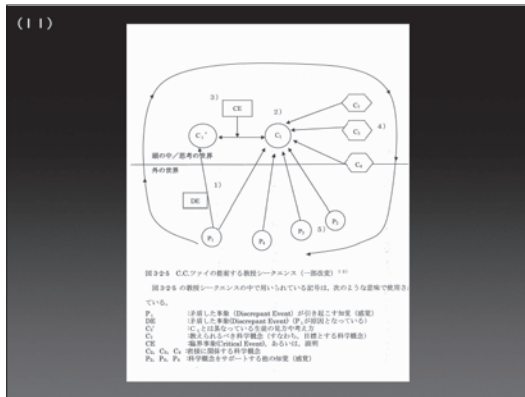 (11)
3)
CE
2)
C₂
C₁'
C₁
C₃
4)
C₄
頭の中/思考の世界
外の世界
1)
DE
P₁
P₄
P₃
P₂
5)
図3-2-5 C.C.ファイの提案する教授シークエンス（一部改変）
図3-2-5 の教授シークエンスの中で用いられている記号は、次のような意味で使用され
ている。
P₁ :矛盾した事象 (Discrepant Event) が引き起こす知覚 (感覚)
DE :矛盾した事象(Discrepant Event) (P₁が原因となっている)
C₁' :C₁とは異なっている生徒の見方や考え方
C₁ :教えられるべき科学概念 (すなわち、目標とする科学概念)
CE :臨界事象(Critical Event)、あるいは、説明
C₂, C₃, C₄ :密接に関係する科学概念
P₂, P₃, P₄ :科学概念をサポートする他の知覚 (感覚)